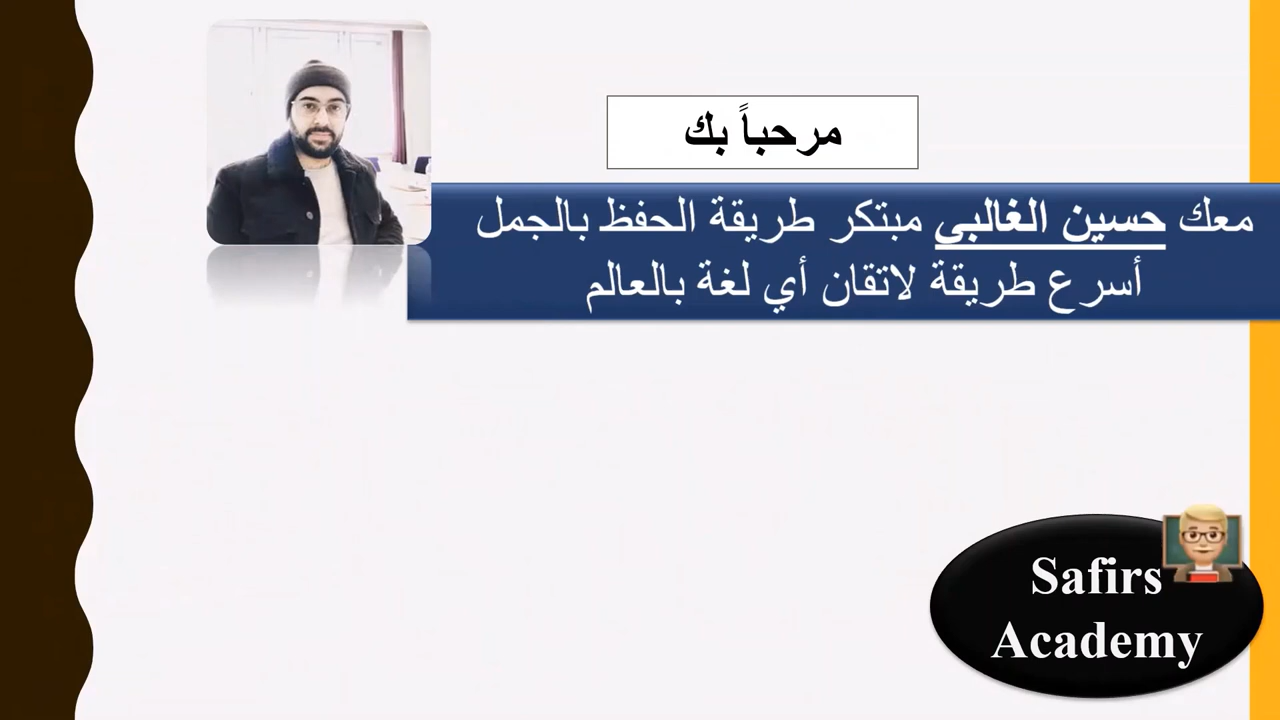 مرحباً بك
معك حسين الغالبي مبتكر طريقة الحفظ بالجمل
أسرع طريقة لاتقان أي لغة بالعالم
Safirs
Academy